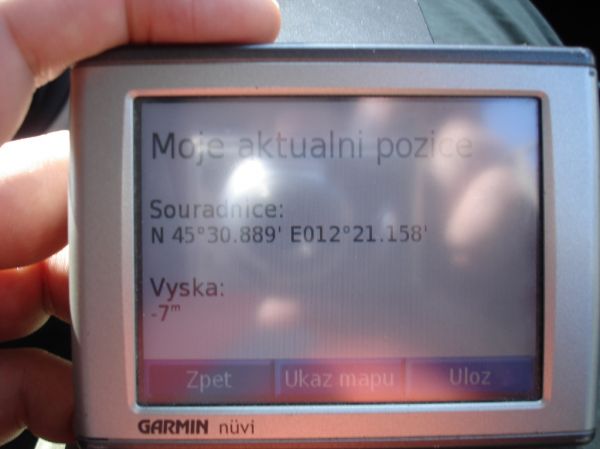 Moje aktualni pozice
Souradnice:
N 45°30.889' E012°21.158'
Vyska:
-7m
Zpet Ukaz mapu Uloz
GARMIN nüvi